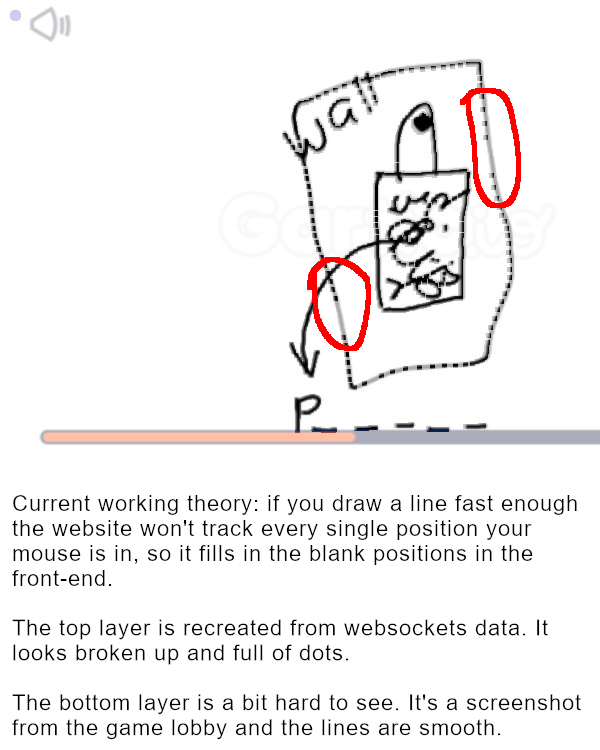 Wall
P_ _ _ _ _
Current working theory: if you draw a line fast enough
the website won't track every single position your
mouse is in, so it fills in the blank positions in the
front-end.
The top layer is recreated from websockets data. It
looks broken up and full of dots.
The bottom layer is a bit hard to see. It's a screenshot
from the game lobby and the lines are smooth.